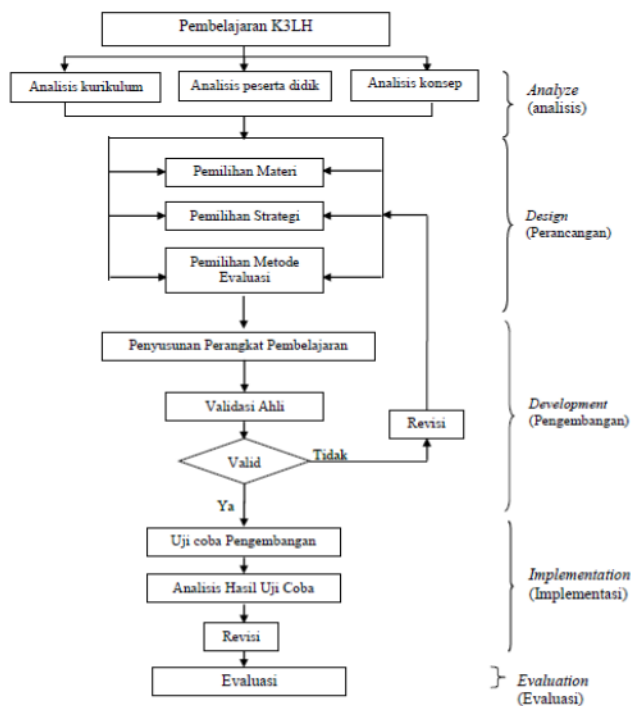 Pembelajaran K3LH
Analisis kurikulum
Analisis peserta didik
Analisis konsep
Analyze
(analisis)
Pemilihan Materi
Pemilihan Strategi
Pemilihan Metode
Evaluasi
Design
(Perancangan)
Penyusunan Perangkat Pembelajaran
Validasi Ahli
Revisi
Valid
Tidak
Ya
Development
(Pengembangan)
Uji coba Pengembangan
Analisis Hasil Uji Coba
Revisi
Implementation
(Implementasi)
Evaluasi
Evaluation
(Evaluasi)